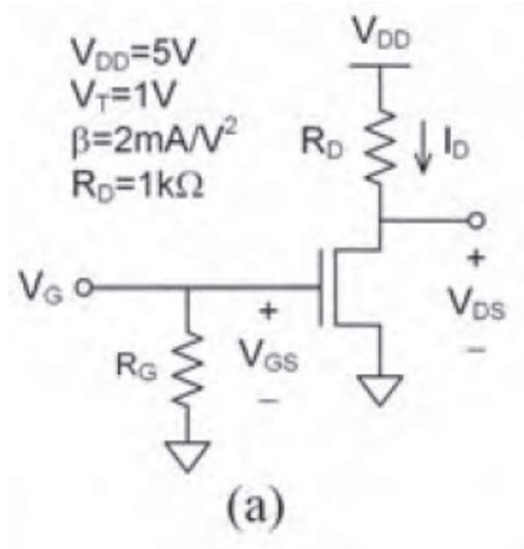 V_DD=5V
V_T=1V
β=2mA/V²
R_D=1kΩ
V_DD
R_D
I_D
V_G
R_G
+
V_GS
−
+
V_DS
−
(a)